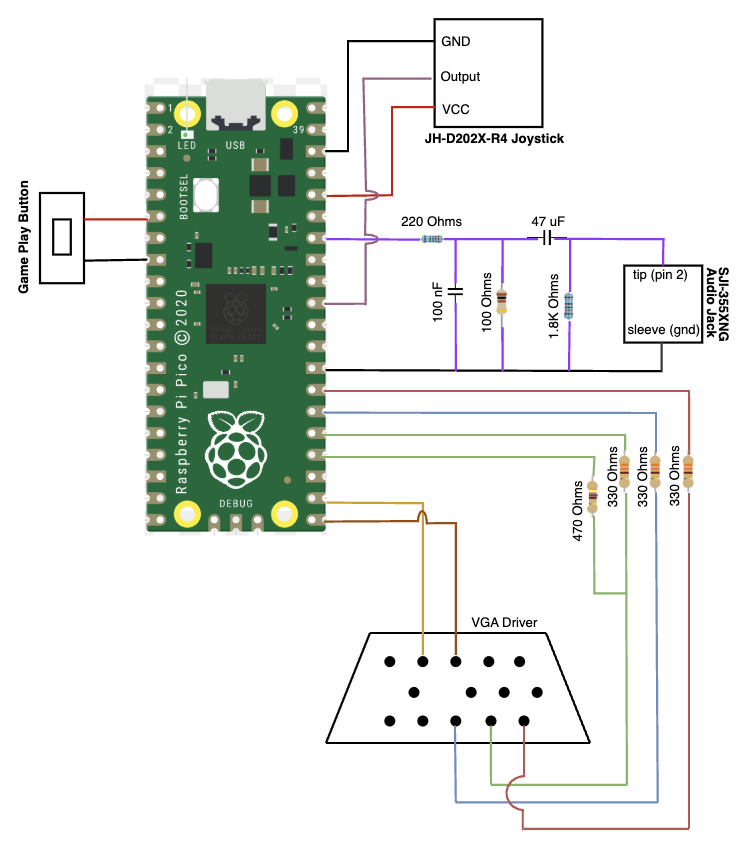 GND
Output
VCC
JH-D202X-R4 Joystick
1
2
39
LED
USB
BOOTSEL
Game Play Button
220 Ohms
47 uF
100 nF
100 Ohms
1.8K Ohms
tip (pin 2)
sleeve (gnd)
SJI-355XNG
Audio Jack
Raspberry Pi Pico © 2020
DEBUG
470 Ohms
330 Ohms
330 Ohms
330 Ohms
VGA Driver